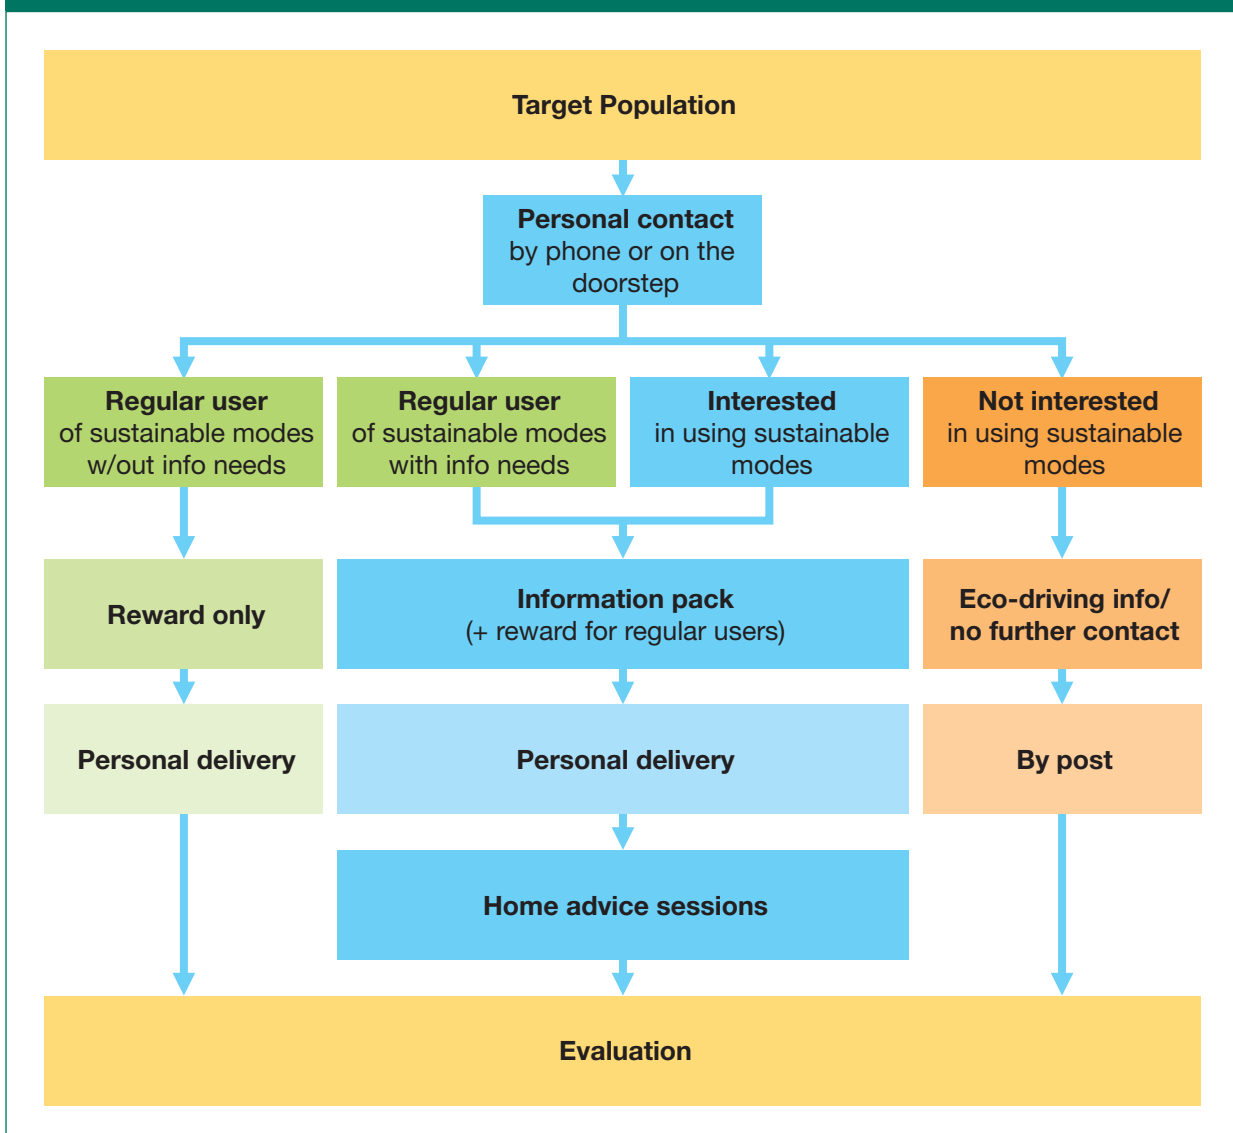 Target Population
Personal contact
by phone or on the
doorstep
Regular user
of sustainable modes
w/out info needs
Regular user
of sustainable modes
with info needs
Interested
in using sustainable
modes
Not interested
in using sustainable
modes
Reward only
Information pack
(+ reward for regular users)
Eco-driving info/
no further contact
Personal delivery
Personal delivery
By post
Home advice sessions
Evaluation